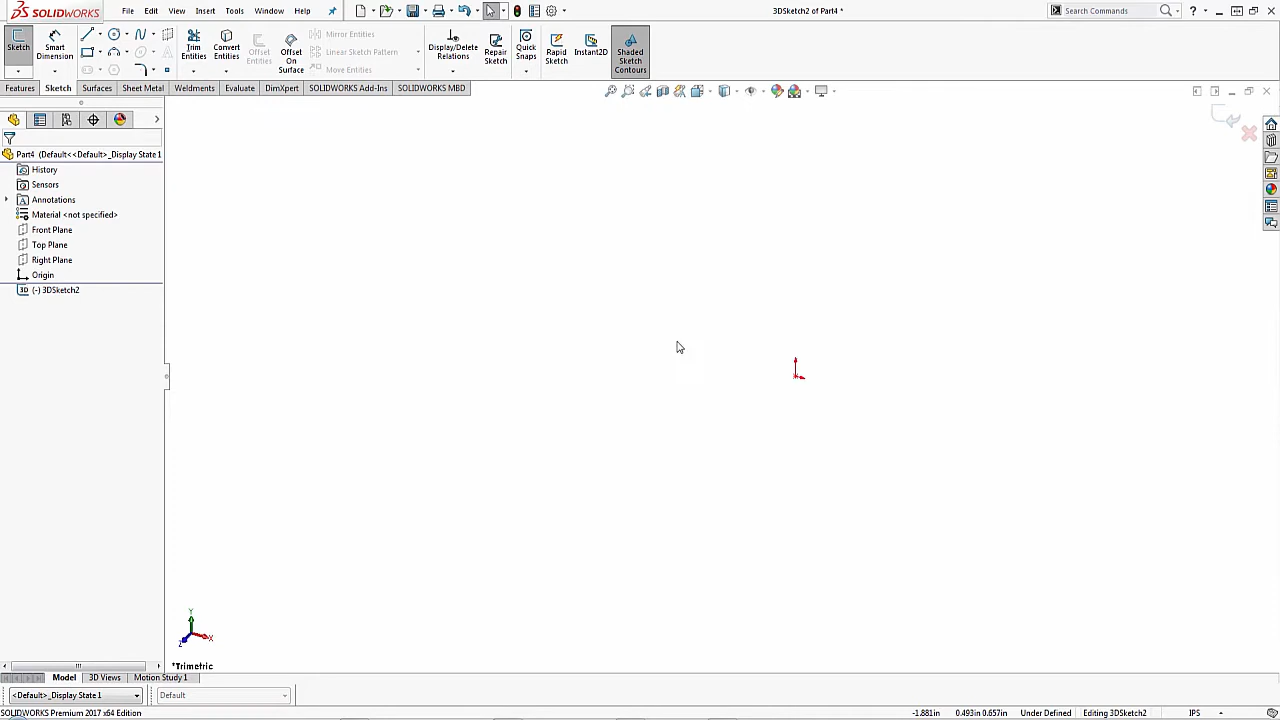 SOLIDWORKS File Edit View Insert Tools Window Help 3DSketch2 of Part4 * Search Commands
Sketch Smart Dimension Trim Entities Convert Entities Offset Entities Offset On Surface Mirror Entities Linear Sketch Pattern Move Entities Display/Delete Relations Repair Sketch Quick Snaps Rapid Sketch Instant2D Shaded Sketch Contours
Features Sketch Surfaces Sheet Metal Weldments Evaluate DimXpert SOLIDWORKS Add-Ins SOLIDWORKS MBD
Part4 (Default<<Default>_Display State 1
History
Sensors
Annotations
Material <not specified>
Front Plane
Top Plane
Right Plane
Origin
3D (-) 3DSketch2
Y
X
Z
*Trimetric
Model 3D Views Motion Study 1
<Default>_Display State 1 Default
SOLIDWORKS Premium 2017 x64 Edition -1.881in 0.493in 0.657in Under Defined Editing 3DSketch2 IPS